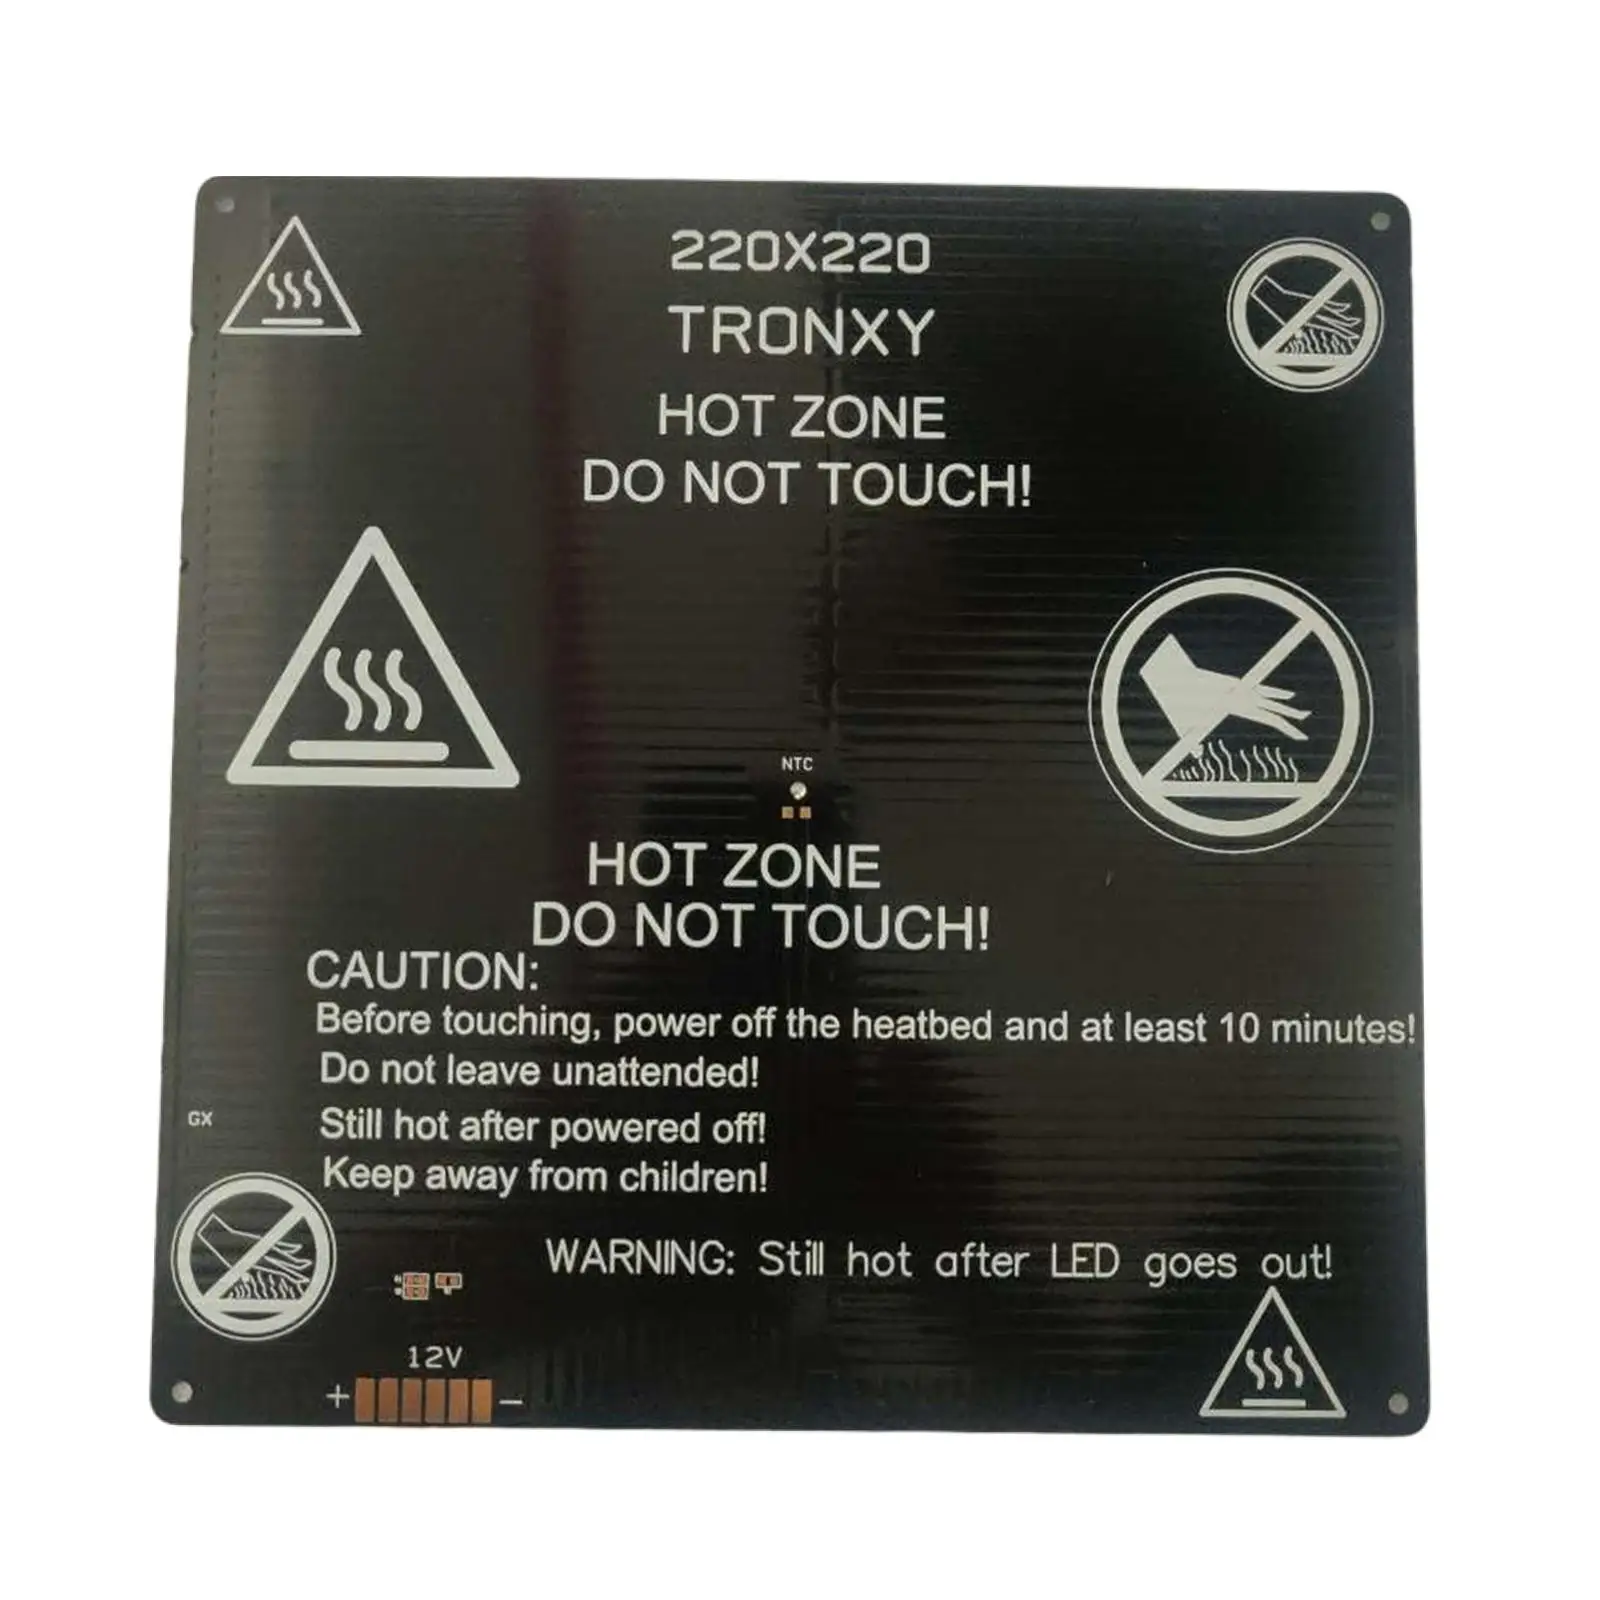 220X220
TRONXY
HOT ZONE
DO NOT TOUCH!
NTC
HOT ZONE
DO NOT TOUCH!
CAUTION:
Before touching, power off the heatbed and at least 10 minutes!
Do not leave unattended!
GX
Still hot after powered off!
Keep away from children!
WARNING: Still hot after LED goes out!
12V
+ −